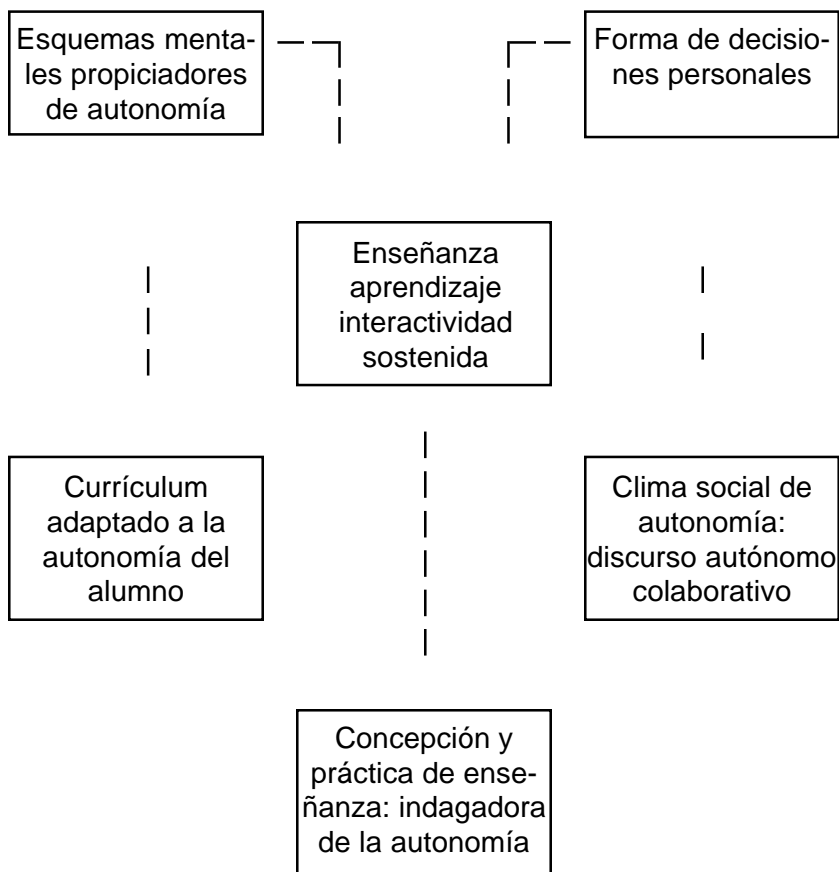 Esquemas menta-
les propiciadores
de autonomía
Forma de decisio-
nes personales
Enseñanza
aprendizaje
interactividad
sostenida
Currículum
adaptado a la
autonomía del
alumno
Clima social de
autonomía:
discurso autónomo
colaborativo
Concepción y
práctica de ense-
ñanza: indagadora
de la autonomía